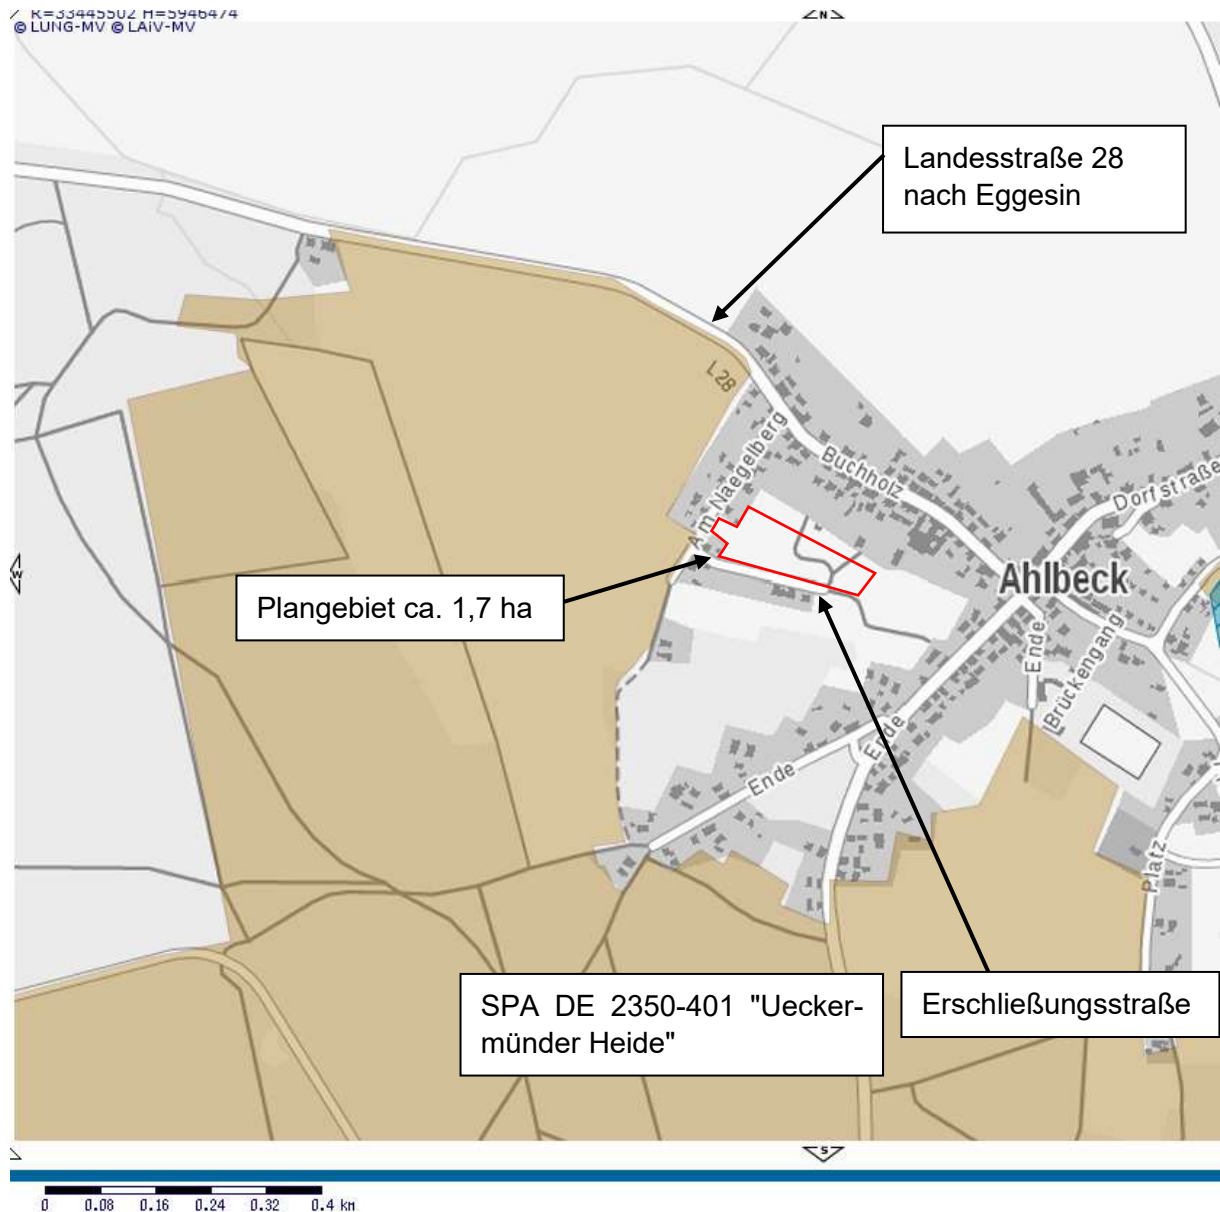 R=33445502 H=5946474
© LUNG-MV © LAiV-MV
N
Landesstraße 28
nach Eggesin
L28
Am Naegelberg
Buchholz
Dorfstraße
W
Ahlbeck
Plangebiet ca. 1,7 ha
Ende
Brückengang
Ende
Ende
Platz
SPA DE 2350-401 "Uecker-
münder Heide"
Erschließungsstraße
S
0 0.08 0.16 0.24 0.32 0.4 km